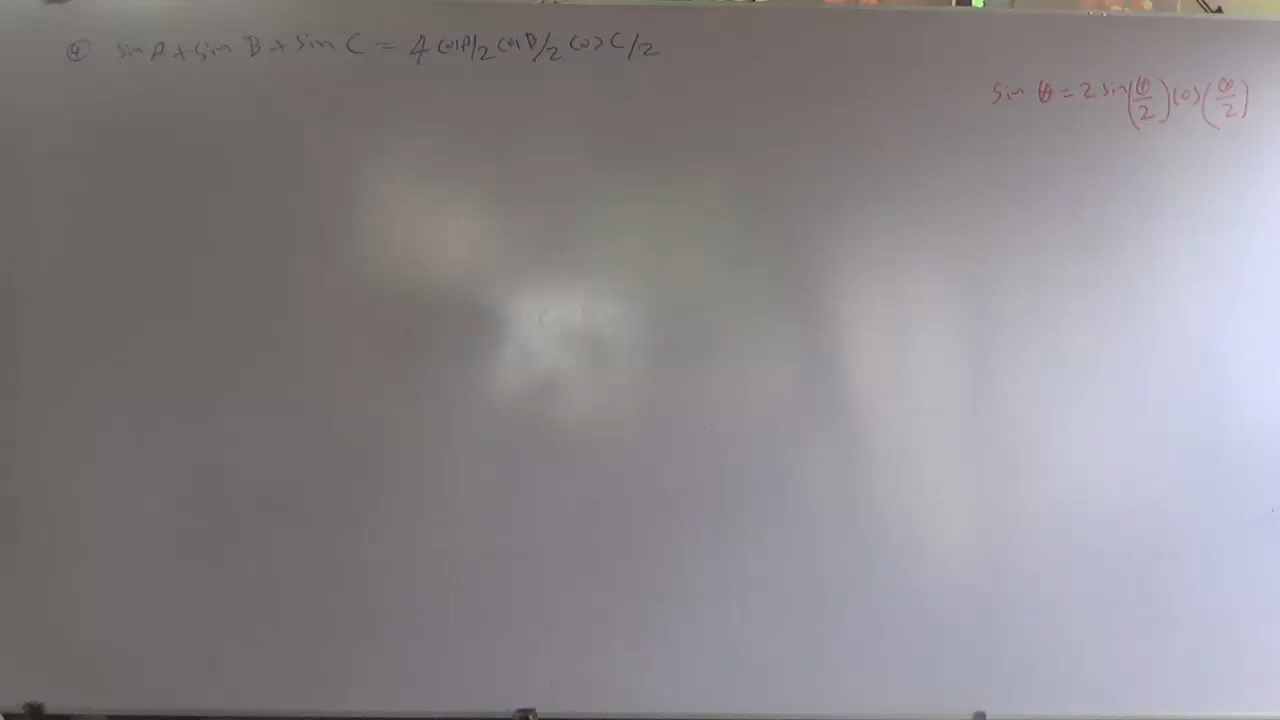 ④ sin A + sin B + sin C = 4 cos A/2 cos B/2 cos C/2
sin θ = 2 sin(θ/2) cos(θ/2)